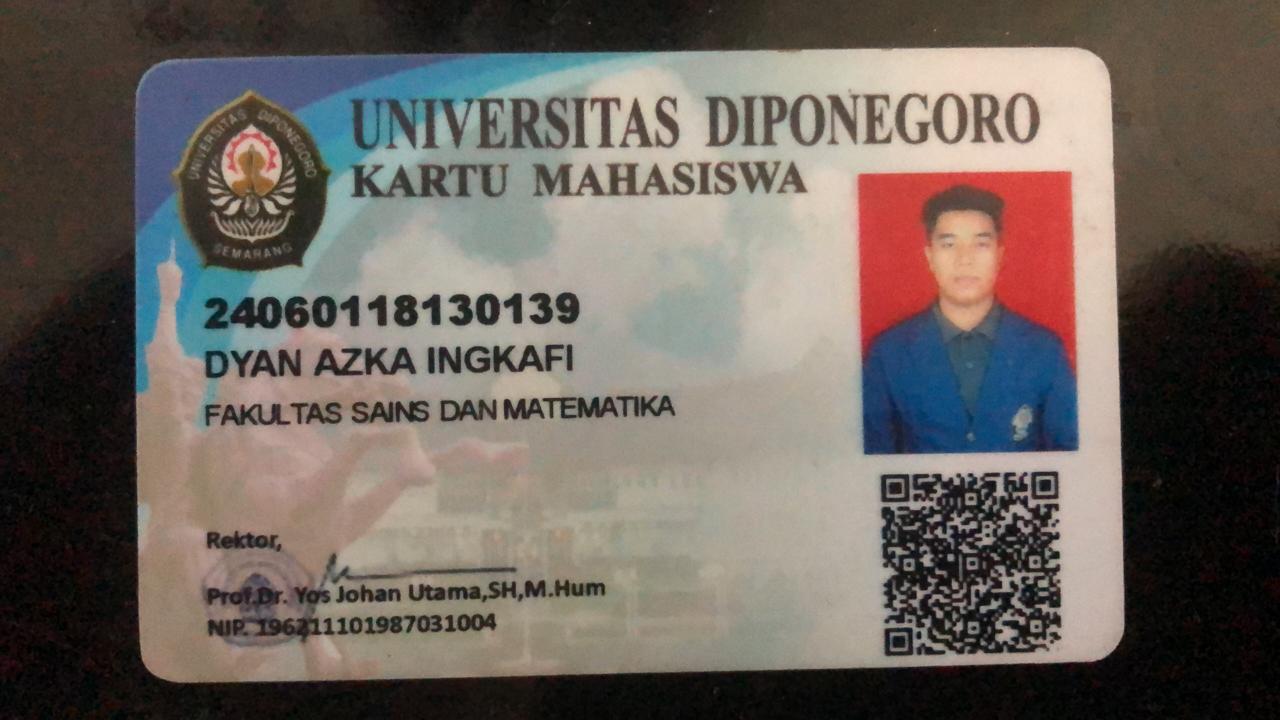 UNIVERSITAS DIPONEGORO
KARTU MAHASISWA
UNIVERSITAS DIPONEGORO
SEMARANG
24060118130139
DYAN AZKA INGKAFI
FAKULTAS SAINS DAN MATEMATIKA
Rektor,
Prof.Dr. Yos Johan Utama,SH,M.Hum
NIP. 196211101987031004